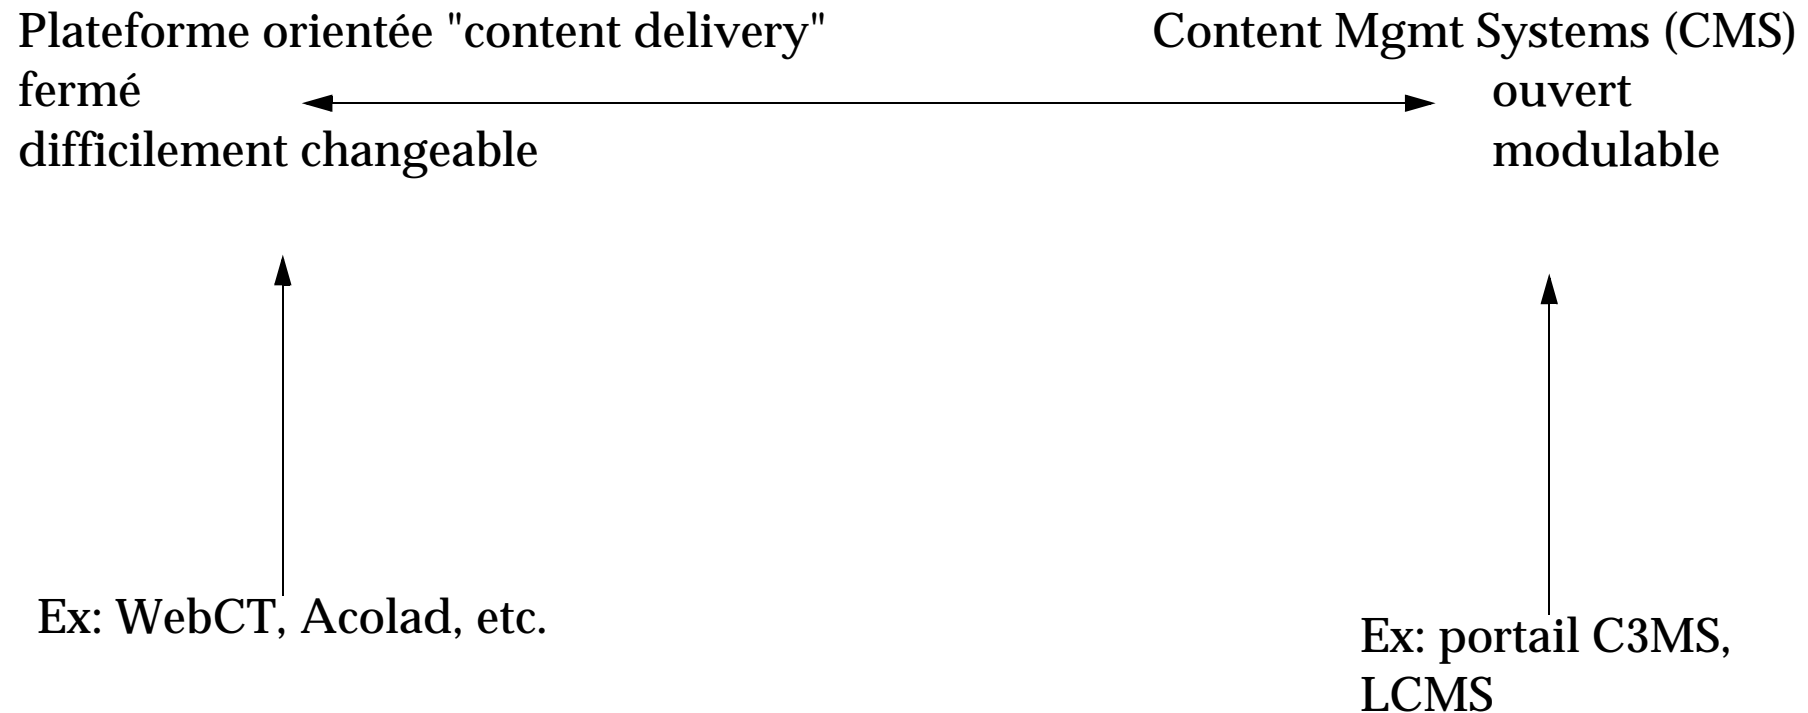 Plateforme orientée "content delivery"
fermé
difficilement changeable
Content Mgmt Systems (CMS)
ouvert
modulable
Ex: WebCT, Acolad, etc.
Ex: portail C3MS,
LCMS